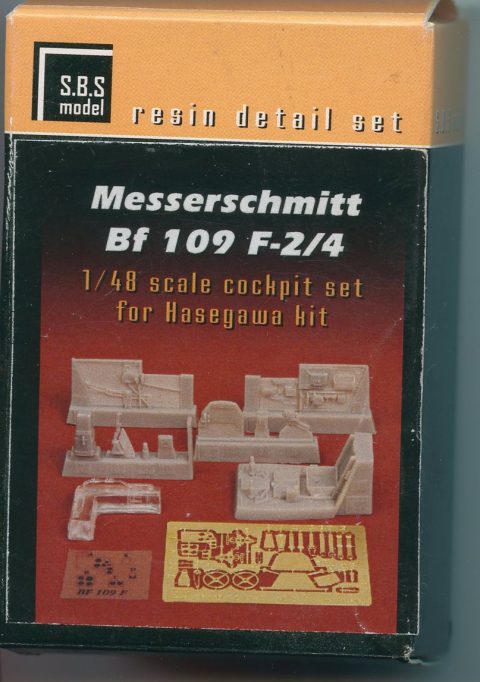 S.B.S
model
resin detail set
Messerschmitt
Bf 109 F-2/4
1/48 scale cockpit set
for Hasegawa kit
BF 109 F